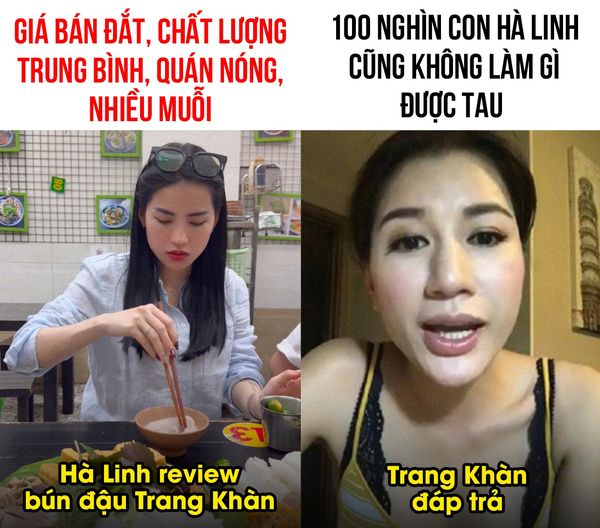 GIÁ BÁN ĐẮT, CHẤT LƯỢNG
TRUNG BÌNH, QUÁN NÓNG,
NHIỀU MUỖI
100 NGHÌN CON HÀ LINH
CŨNG KHÔNG LÀM GÌ
ĐƯỢC TAU
13
Hà Linh review
bún đậu Trang Khàn
Trang Khàn
đáp trả